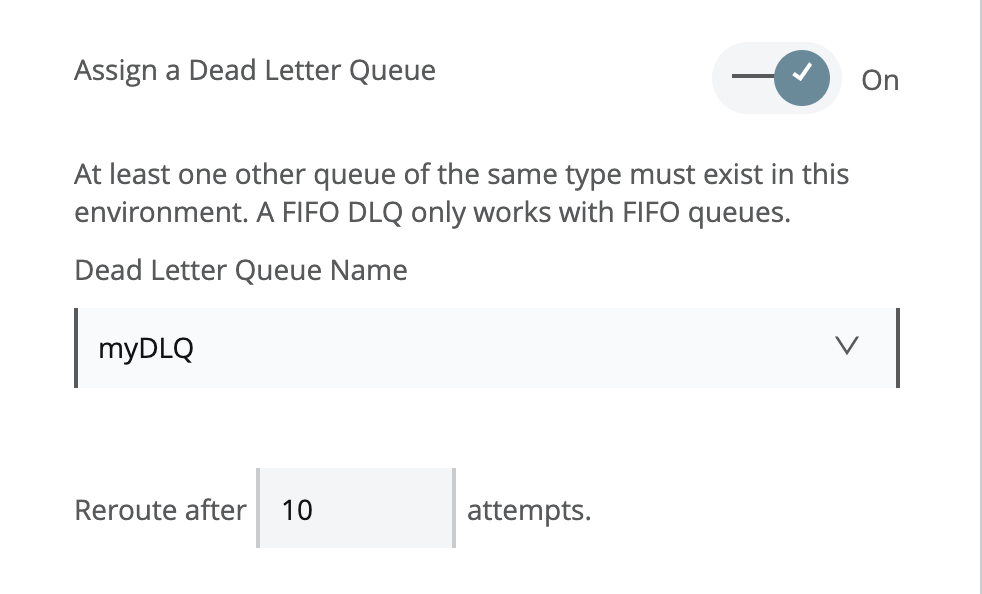 Assign a Dead Letter Queue
On
At least one other queue of the same type must exist in this
environment. A FIFO DLQ only works with FIFO queues.
Dead Letter Queue Name
myDLQ
Reroute after 10 attempts.